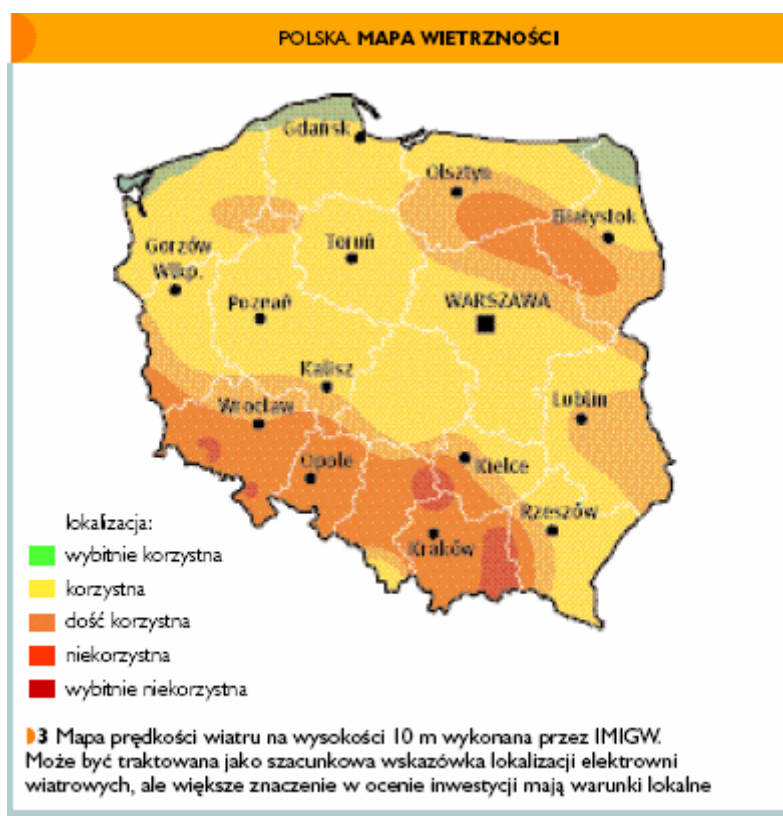 POLSKA. MAPA WIETRZNOŚCI
Gdańsk
Olsztyn
Białystok
Gorzów
Wlkp.
Toruń
Poznań
WARSZAWA
Kalisz
Wrocław
Lublin
Opole
Kielce
Rzeszów
Kraków
lokalizacja:
wybitnie korzystna
korzystna
dość korzystna
niekorzystna
wybitnie niekorzystna
3 Mapa prędkości wiatru na wysokości 10 m wykonana przez IMIGW.
Może być traktowana jako szacunkowa wskazówka lokalizacji elektrowni
wiatrowych, ale większe znaczenie w ocenie inwestycji mają warunki lokalne